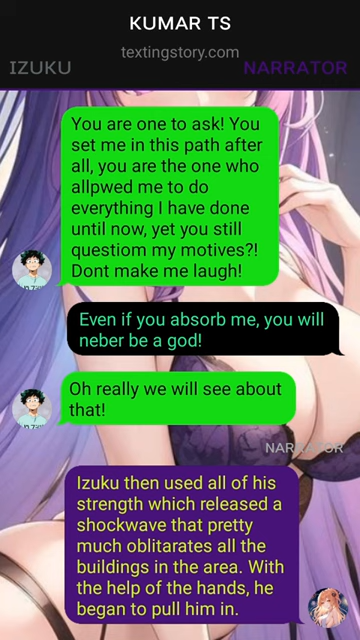 KUMAR TS
textingstory.com
IZUKU
NARRATOR
You are one to ask! You
set me in this path after
all, you are the one who
allpwed me to do
everything I have done
until now, yet you still
questiom my motives?!
Dont make me laugh!
Even if you absorb me, you will
neber be a god!
Oh really we will see about
that!
NARRATOR
Izuku then used all of his
strength which released a
shockwave that pretty
much oblitarates all the
buildings in the area. With
the help of the hands, he
began to pull him in.